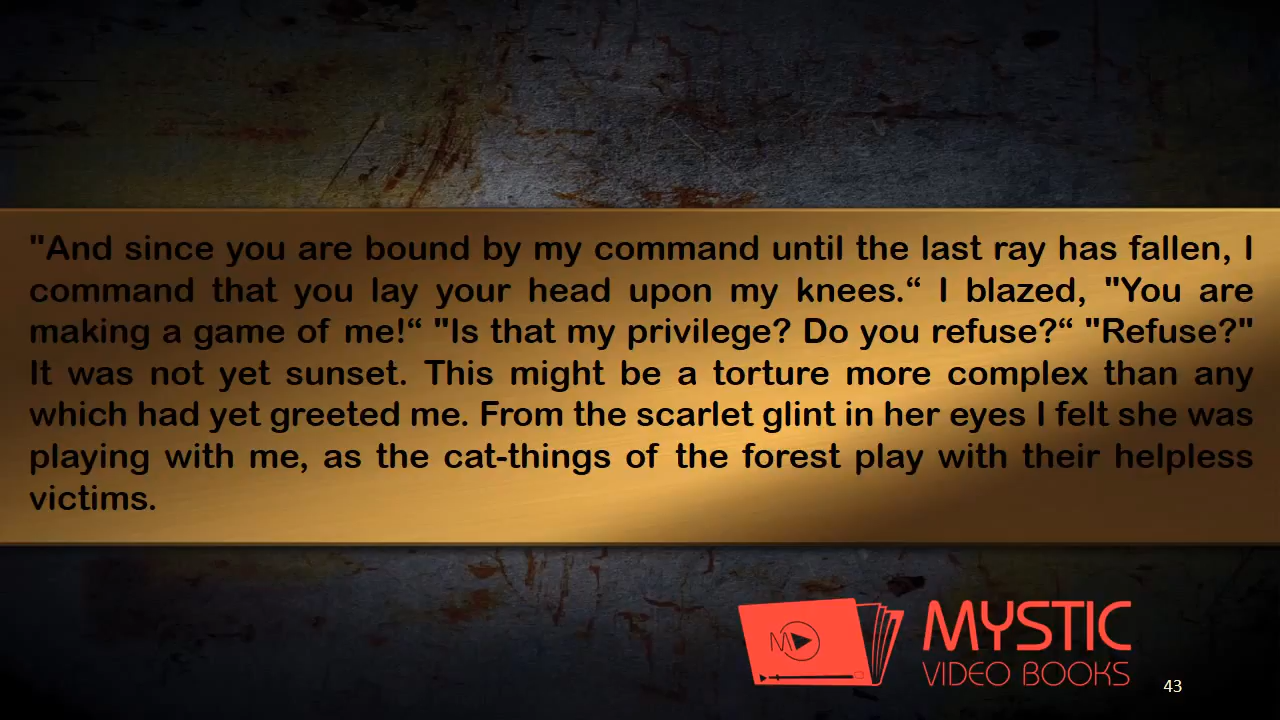 "And since you are bound by my command until the last ray has fallen, I
command that you lay your head upon my knees.“ I blazed, "You are
making a game of me!“ "Is that my privilege? Do you refuse?“ "Refuse?"
It was not yet sunset. This might be a torture more complex than any
which had yet greeted me. From the scarlet glint in her eyes I felt she was
playing with me, as the cat-things of the forest play with their helpless
victims.
MYSTIC
VIDEO BOOKS
43